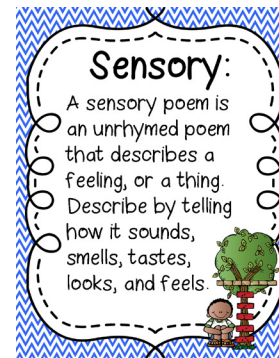 Sensory:
A sensory poem is
an unrhymed poem
that describes a
feeling, or a thing.
Describe by telling
how it sounds,
smells, tastes,
looks, and feels.